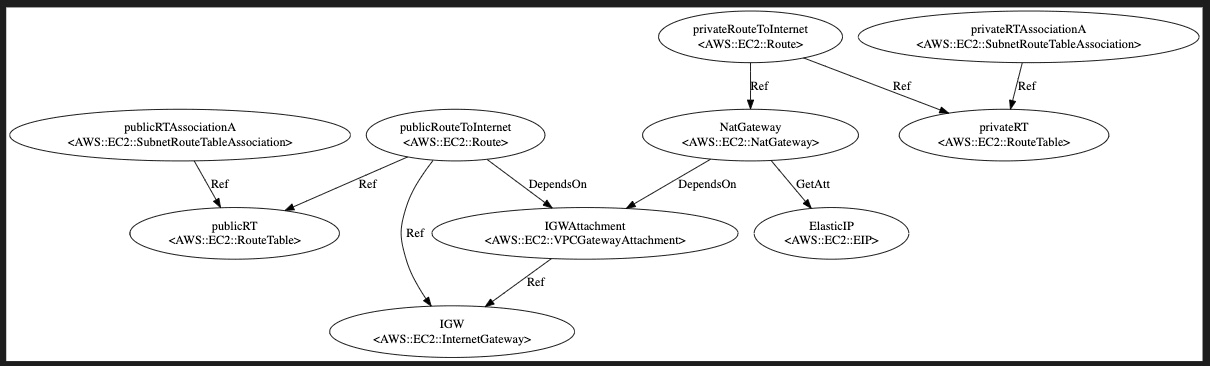 privateRouteToInternet
<AWS::EC2::Route>
privateRTAssociationA
<AWS::EC2::SubnetRouteTableAssociation>
Ref
Ref
Ref
publicRTAssociationA
<AWS::EC2::SubnetRouteTableAssociation>
publicRouteToInternet
<AWS::EC2::Route>
NatGateway
<AWS::EC2::NatGateway>
privateRT
<AWS::EC2::RouteTable>
Ref
Ref
DependsOn
DependsOn
GetAtt
publicRT
<AWS::EC2::RouteTable>
Ref
IGWAttachment
<AWS::EC2::VPCGatewayAttachment>
ElasticIP
<AWS::EC2::EIP>
Ref
IGW
<AWS::EC2::InternetGateway>